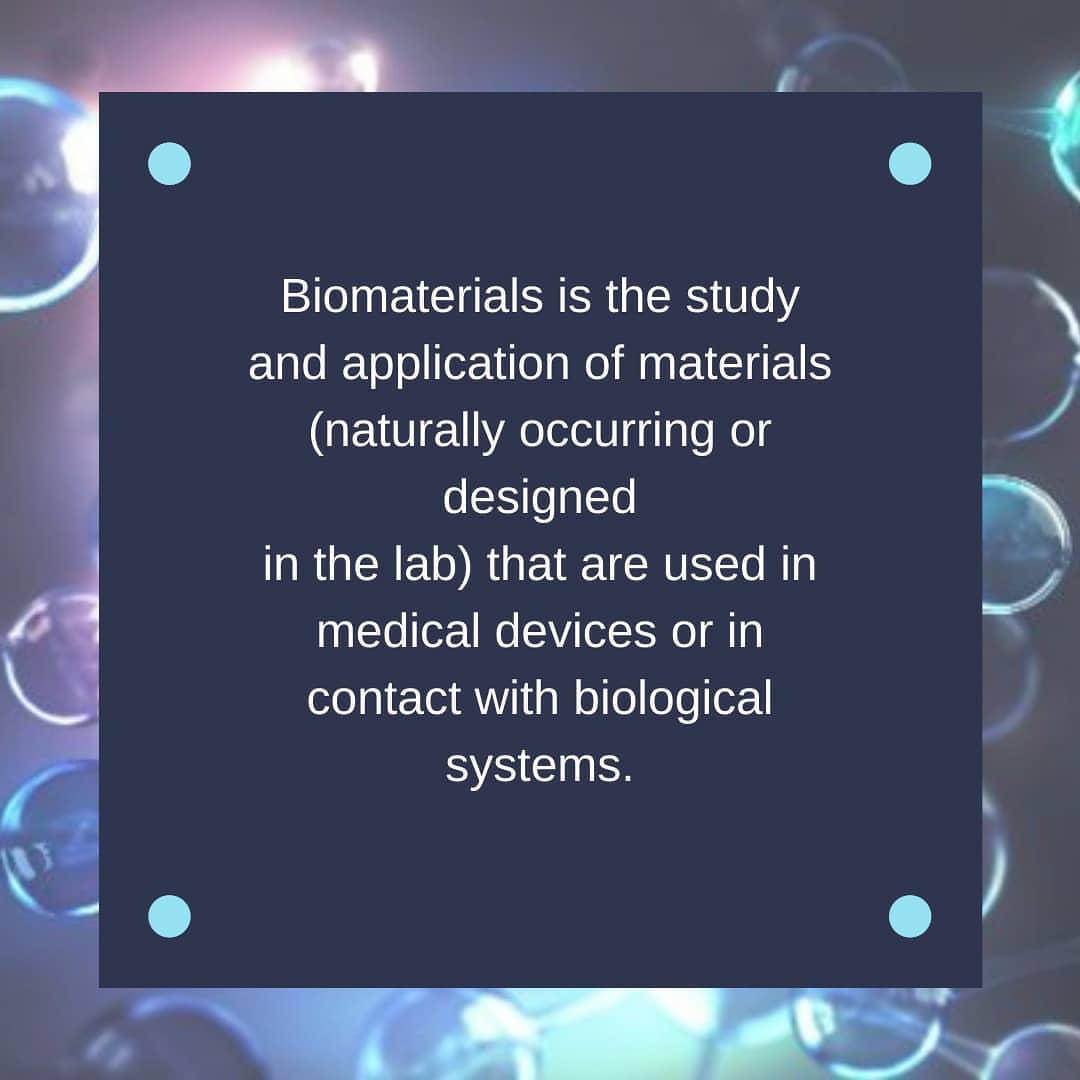 Biomaterials is the study
and application of materials
(naturally occurring or
designed
in the lab) that are used in
medical devices or in
contact with biological
systems.